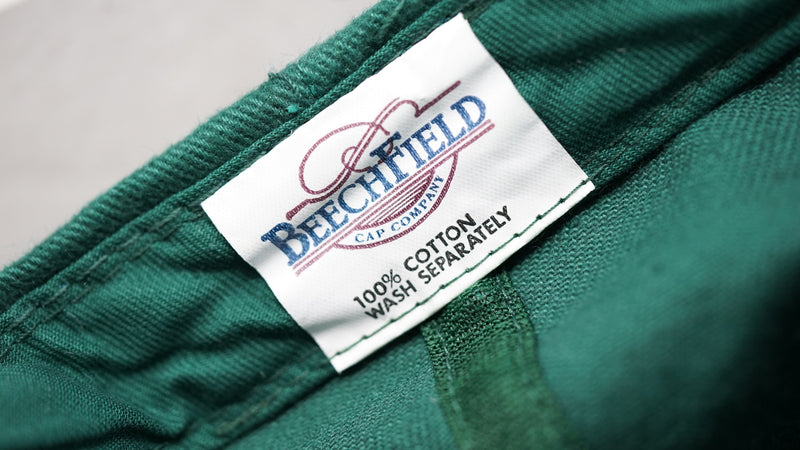 BEECHFIELD
CAP COMPANY
100% COTTON
WASH SEPARATELY